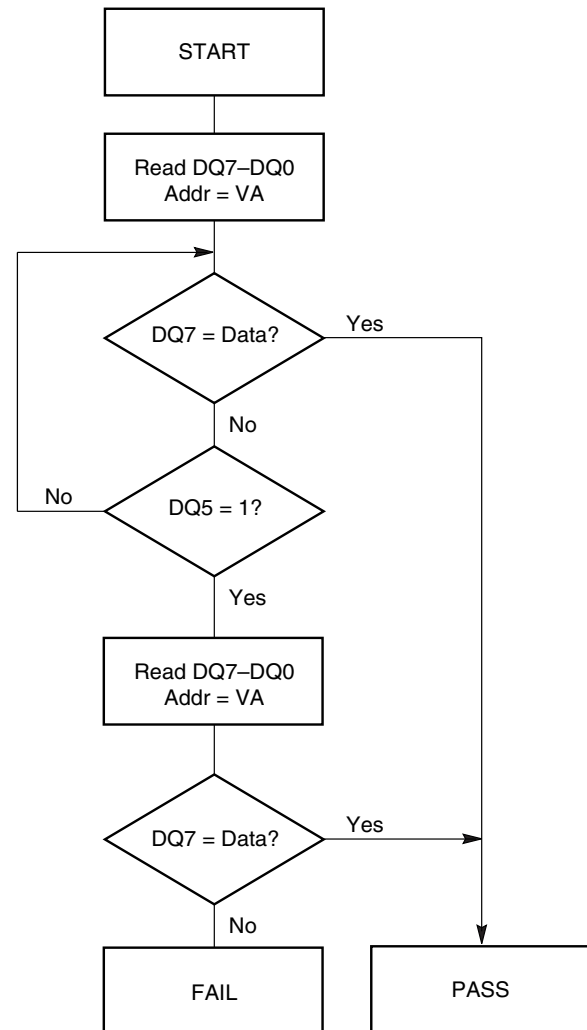 START
Read DQ7–DQ0
Addr = VA
DQ7 = Data?
Yes
No
No
DQ5 = 1?
Yes
Read DQ7–DQ0
Addr = VA
DQ7 = Data?
Yes
No
FAIL
PASS